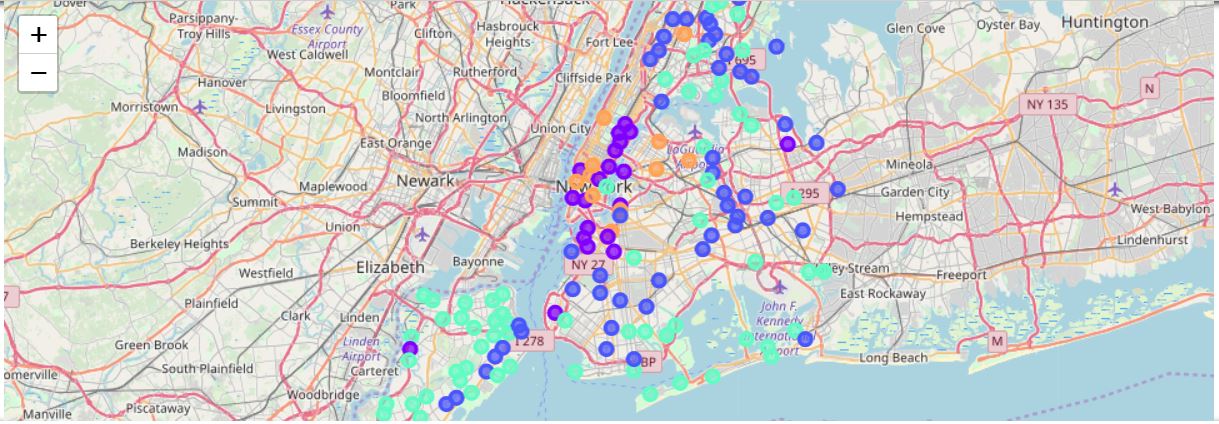 +
−
Dover
Parsippany-
Troy Hills
Essex County
Airport
West Caldwell
Park
Clifton
Hackensack
Hasbrouck
Heights
Fort Lee
Glen Cove
Oyster Bay
Huntington
Hanover
Montclair
Rutherford
Cliffside Park
I 695
N
Bloomfield
NY 135
Morristown
Livingston
North Arlington
Union City
Madison
East Orange
LaGuardia
Airport
Mineola
Maplewood
Newark
New York
I 295
Garden City
Summit
West Babylon
Union
Hempstead
Berkeley Heights
Lindenhurst
Elizabeth
Bayonne
NY 27
Valley Stream
Freeport
Westfield
7
Plainfield
East Rockaway
Clark
Linden
John F.
Kennedy
International
Airport
Green Brook
Linden
Airport
I 278
M
South Plainfield
Carteret
BP
Long Beach
omerville
Woodbridge
Piscataway
Manville